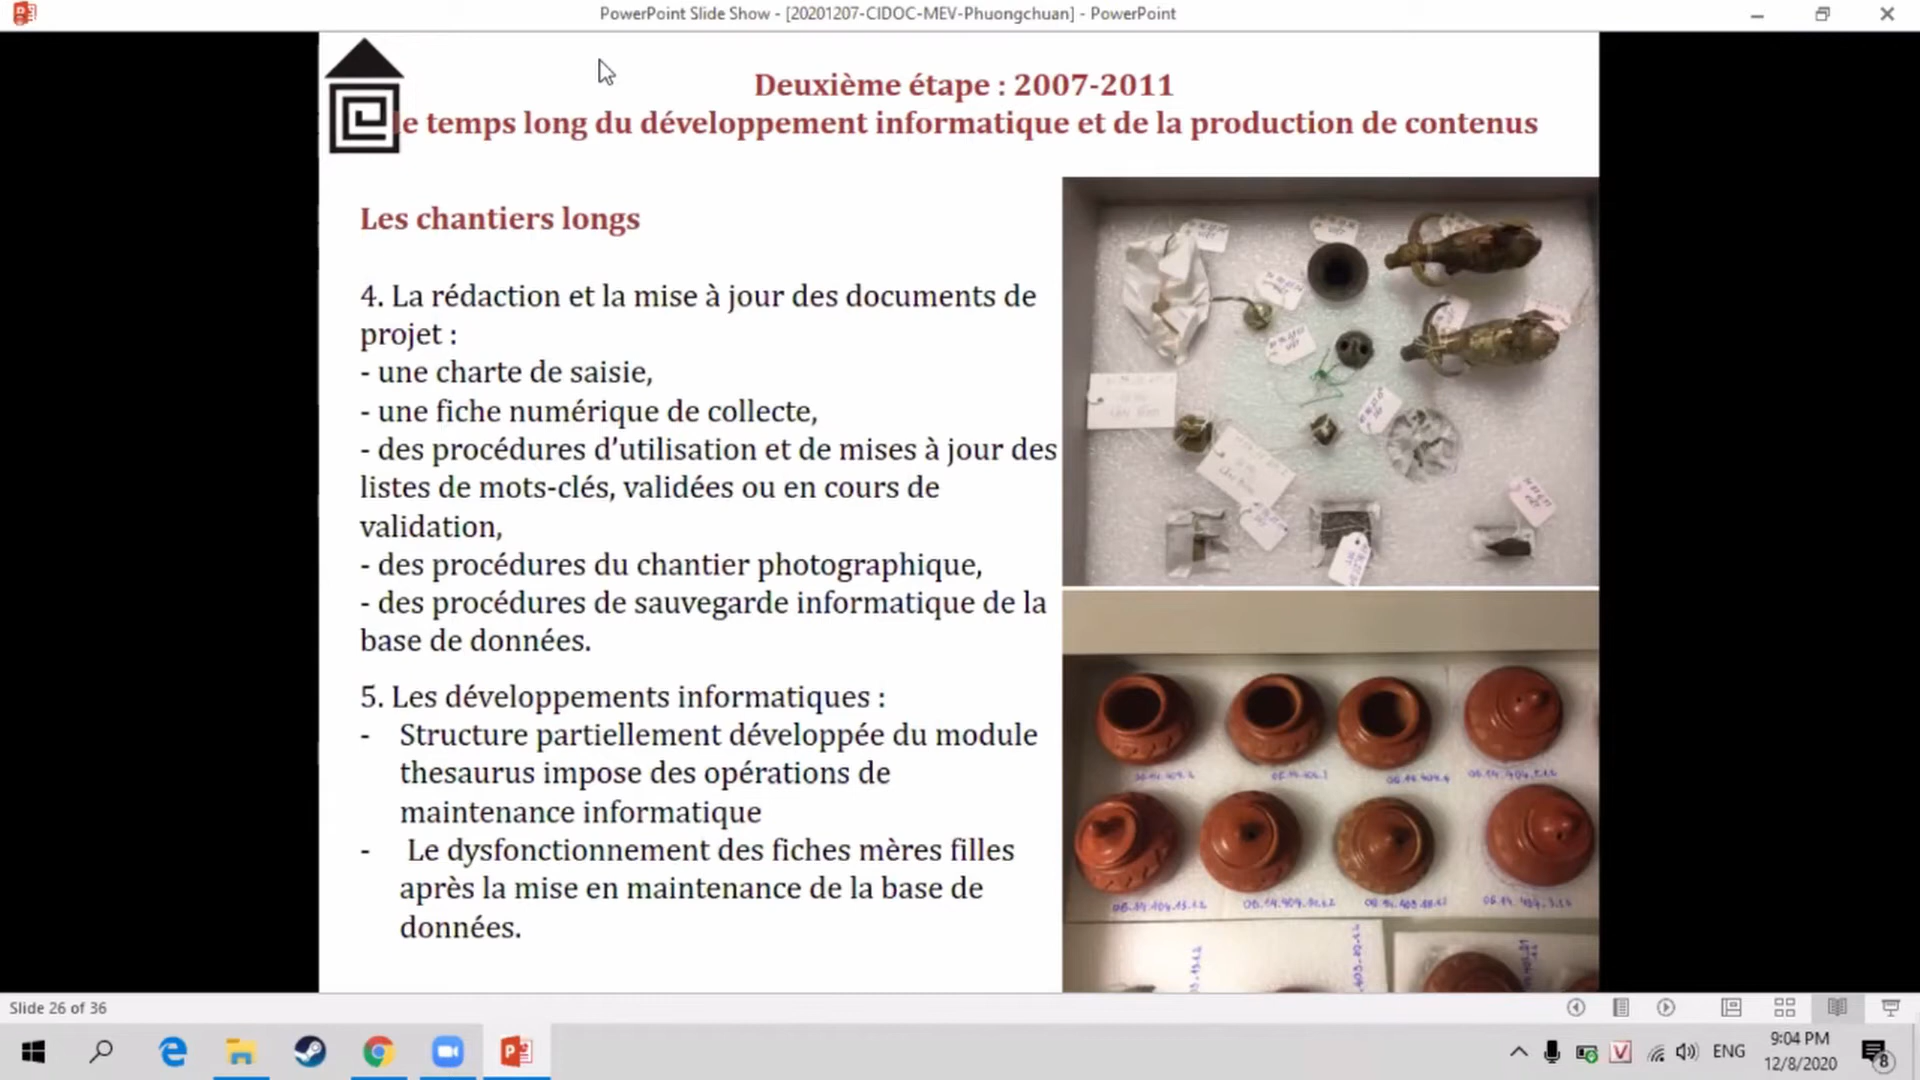 PowerPoint Slide Show - [20201207-CIDOC-MEV-Phuongchuan] - PowerPoint
Deuxième étape : 2007-2011
le temps long du développement informatique et de la production de contenus
Les chantiers longs
4. La rédaction et la mise à jour des documents de
projet :
- une charte de saisie,
- une fiche numérique de collecte,
- des procédures d’utilisation et de mises à jour des
listes de mots-clés, validées ou en cours de
validation,
- des procédures du chantier photographique,
- des procédures de sauvegarde informatique de la
base de données.
5. Les développements informatiques :
- Structure partiellement développée du module
thesaurus impose des opérations de
maintenance informatique
- Le dysfonctionnement des fiches mères filles
après la mise en maintenance de la base de
données.
Slide 26 of 36
ENG
9:04 PM
12/8/2020
8